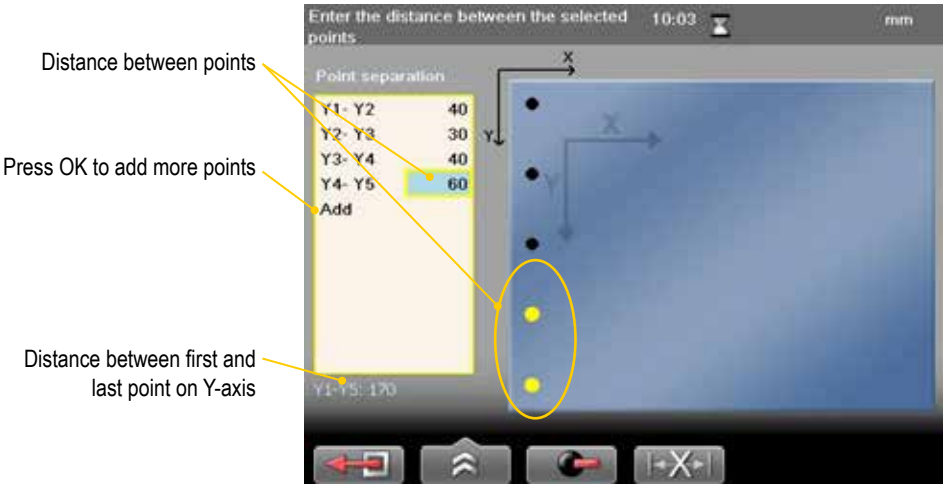 Enter the distance between the selected points
10:03
mm
Distance between points
Point separation
X
Y
Y1- Y2 40
Y2- Y3 30
Y3- Y4 40
Y4- Y5 60
Add
X
Y
Press OK to add more points
Distance between first and
last point on Y-axis
Y1-Y5: 170
X